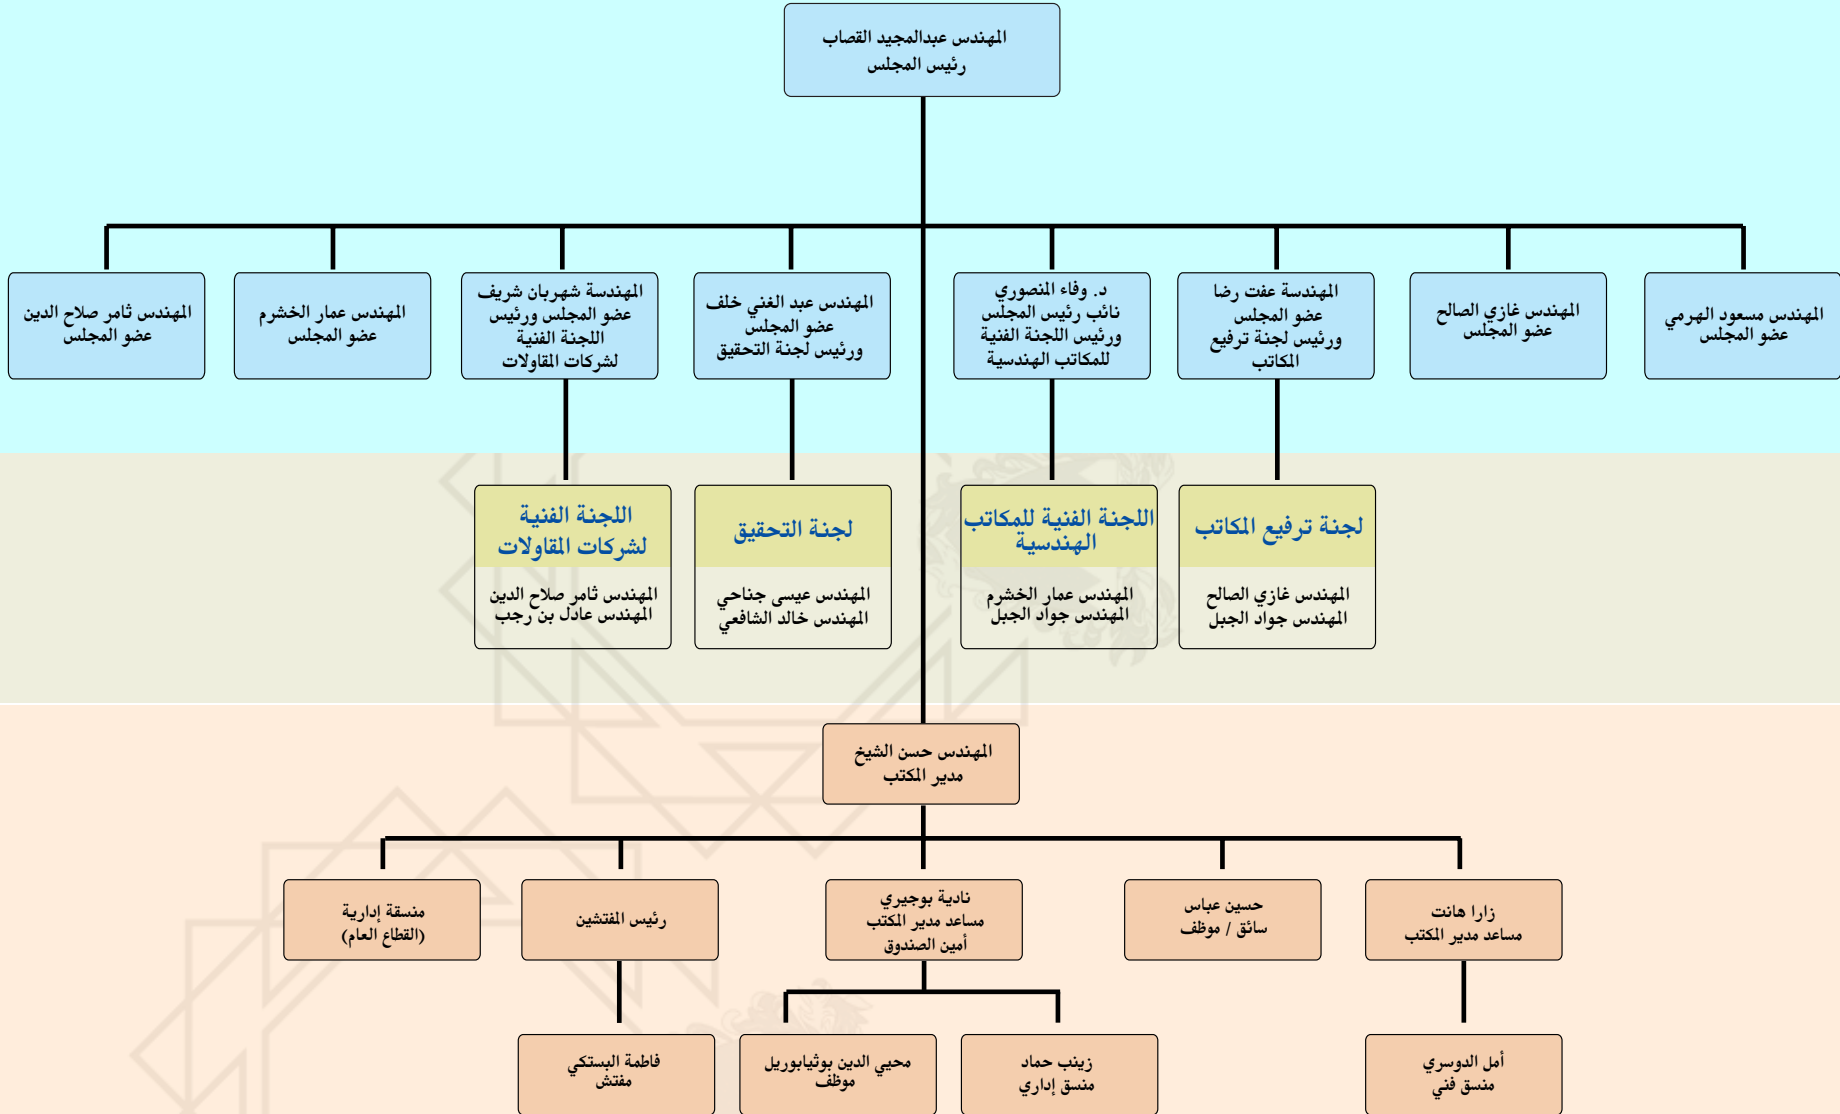 المهندس عبدالمجيد القصاب
رئيس المجلس
المهندس مسعود الهرمي
عضو المجلس
المهندس غازي الصالح
عضو المجلس
المهندسة عفت رضا
عضو المجلس
ورئيس لجنة ترفيع
المكاتب
د. وفاء المنصوري
نائب رئيس المجلس
ورئيس اللجنة الفنية
للمكاتب الهندسية
المهندس عبد الغني خلف
عضو المجلس
ورئيس لجنة التحقيق
المهندسة شهربان شريف
عضو المجلس ورئيس
اللجنة الفنية
لشركات المقاولات
المهندس عمار الخشرم
عضو المجلس
المهندس ثامر صلاح الدين
عضو المجلس
لجنة ترفيع المكاتب
المهندس غازي الصالح
المهندس جواد الجبل
اللجنة الفنية للمكاتب
الهندسية
المهندس عمار الخشرم
المهندس جواد الجبل
لجنة التحقيق
المهندس عيسى جناحي
المهندس خالد الشافعي
اللجنة الفنية
لشركات المقاولات
المهندس ثامر صلاح الدين
المهندس عادل بن رجب
المهندس حسن الشيخ
مدير المكتب
زارا هانت
مساعد مدير المكتب
حسين عباس
سائق / موظف
نادية بوجيري
مساعد مدير المكتب
أمين الصندوق
رئيس المفتشين
منسقة إدارية
(القطاع العام)
أمل الدوسري
منسق فني
زينب حماد
منسق إداري
محيي الدين بوثيابوريل
موظف
فاطمة البستكي
مفتش